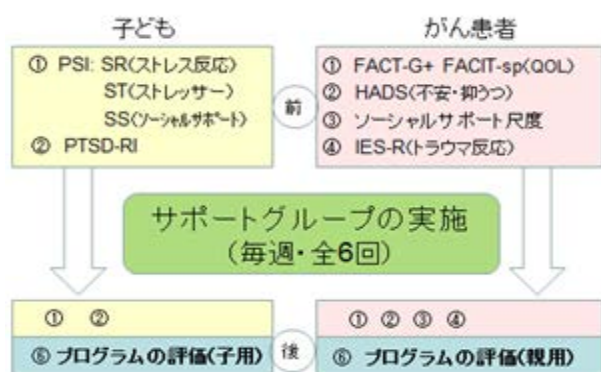 子ども
① PSI: SR(ストレス反応)
ST(ストレッサー)
SS(ソーシャルサポート)
② PTSD-RI
前
がん患者
① FACT-G+ FACIT-sp(QOL)
② HADS(不安・抑うつ)
③ ソーシャルサポート尺度
④ IES-R(トラウマ反応)
サポートグループの実施
(毎週・全6回)
① ②
⑥ プログラムの評価(子用)
後
① ② ③ ④
⑥ プログラムの評価(親用)